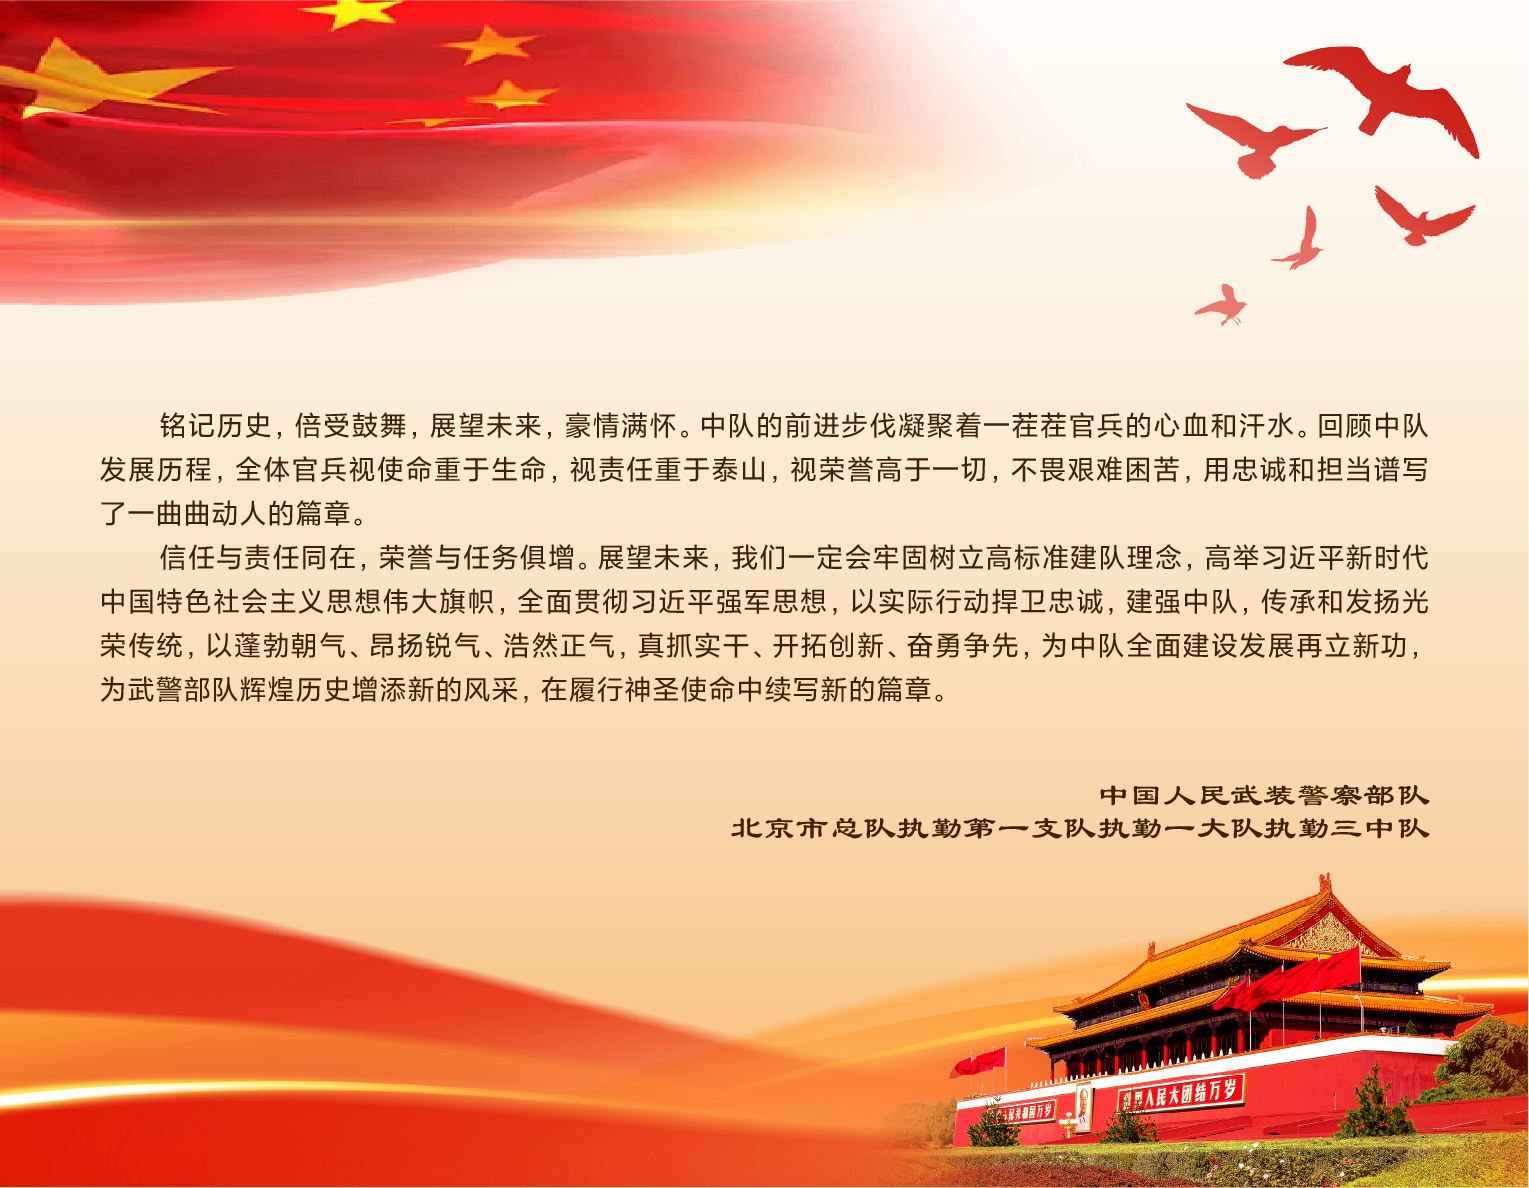 铭记历史，倍受鼓舞，展望未来，豪情满怀。中队的前进步伐凝聚着一茬茬官兵的心血和汗水。回顾中队
发展历程，全体官兵视使命重于生命，视责任重于泰山，视荣誉高于一切，不畏艰难困苦，用忠诚和担当谱写
了一曲曲动人的篇章。
信任与责任同在，荣誉与任务俱增。展望未来，我们一定会牢固树立高标准建队理念，高举习近平新时代
中国特色社会主义思想伟大旗帜，全面贯彻习近平强军思想，以实际行动捍卫忠诚，建强中队，传承和发扬光
荣传统，以蓬勃朝气、昂扬锐气、浩然正气，真抓实干、开拓创新、奋勇争先，为中队全面建设发展再立新功，
为武警部队辉煌历史增添新的风采，在履行神圣使命中续写新的篇章。
中国人民武装警察部队
北京市总队执勤第一支队执勤一大队执勤三中队
人民共和国万岁
世界人民大团结万岁